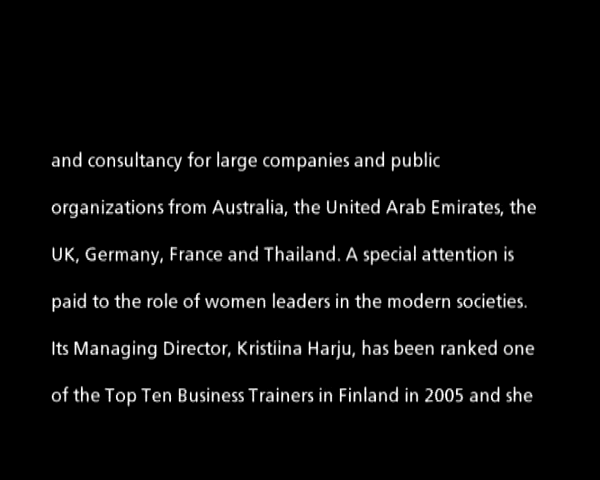 and consultancy for large companies and public
organizations from Australia, the United Arab Emirates, the
UK, Germany, France and Thailand. A special attention is
paid to the role of women leaders in the modern societies.
Its Managing Director, Kristiina Harju, has been ranked one
of the Top Ten Business Trainers in Finland in 2005 and she